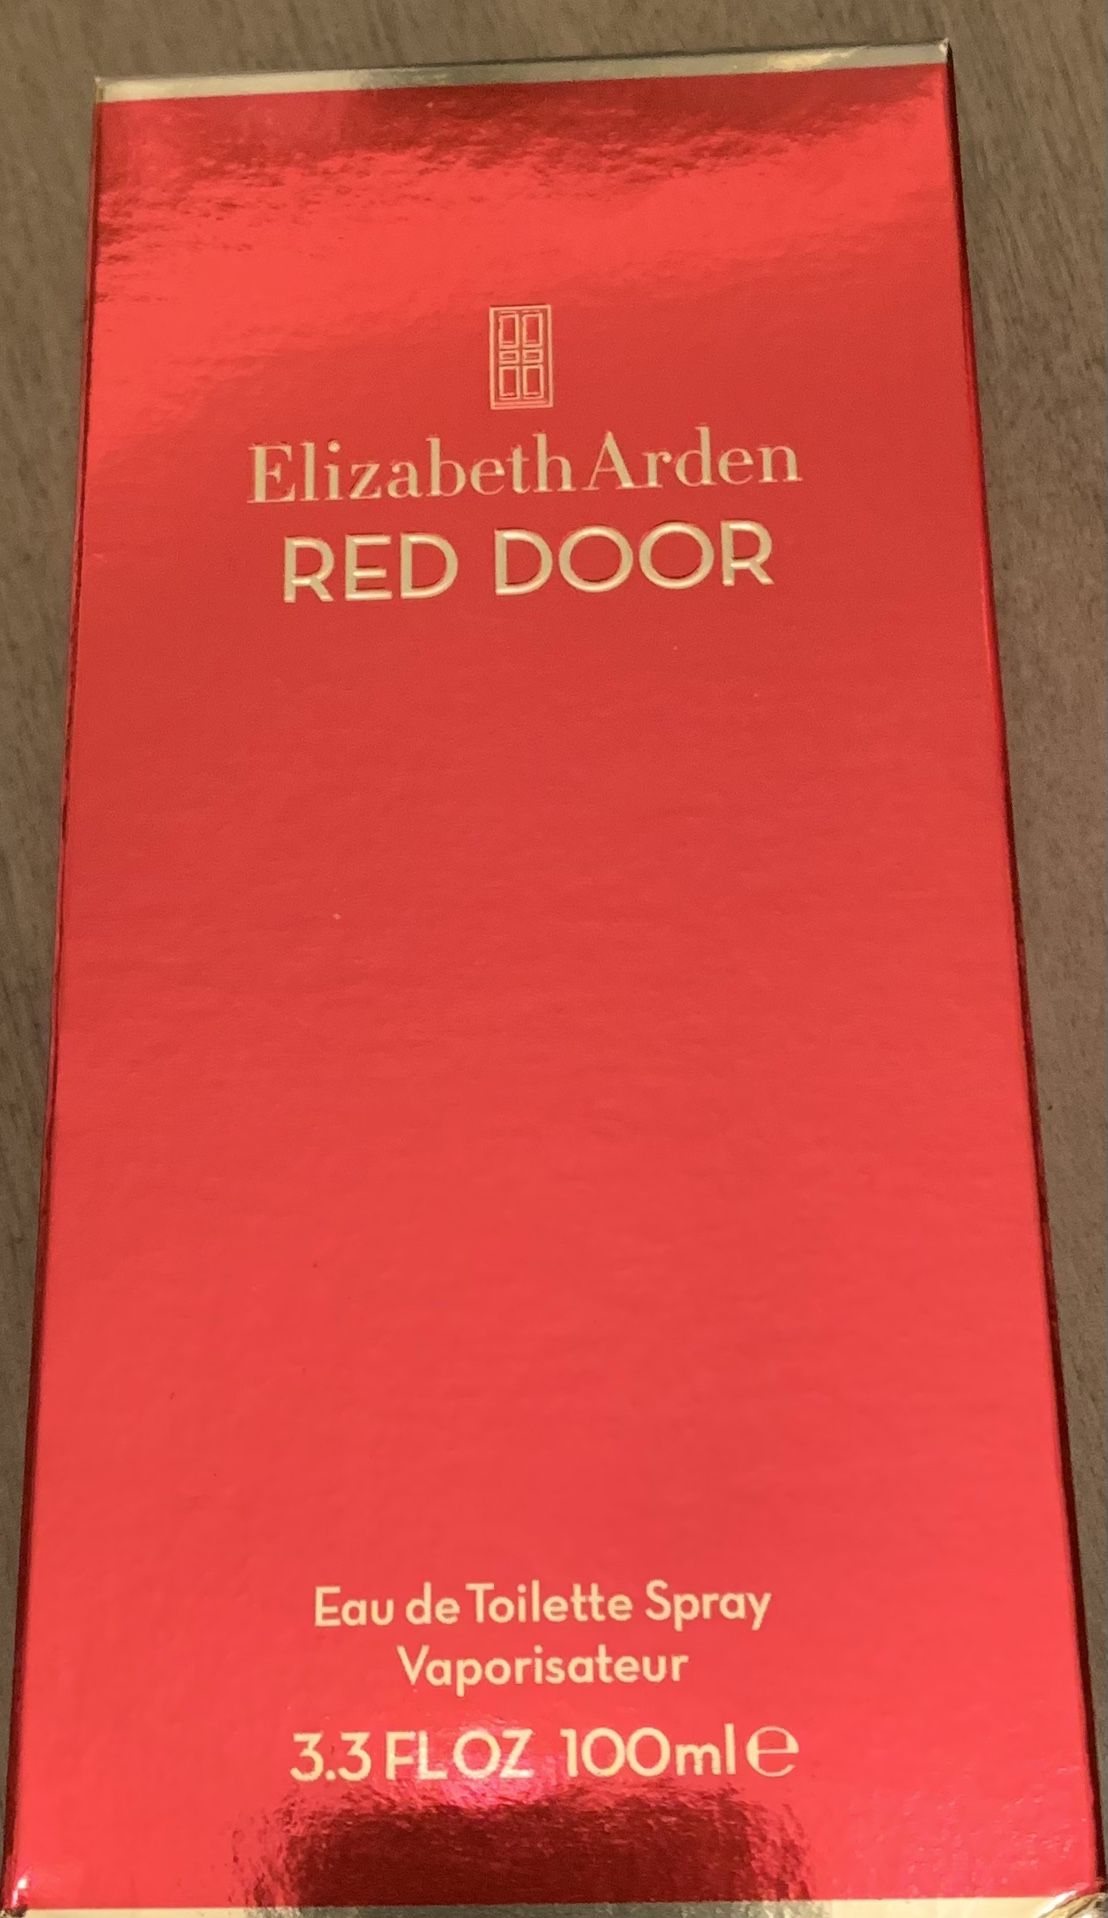 Elizabeth Arden
RED DOOR
Eau de Toilette Spray
Vaporisateur
3.3 FL OZ 100ml ℮